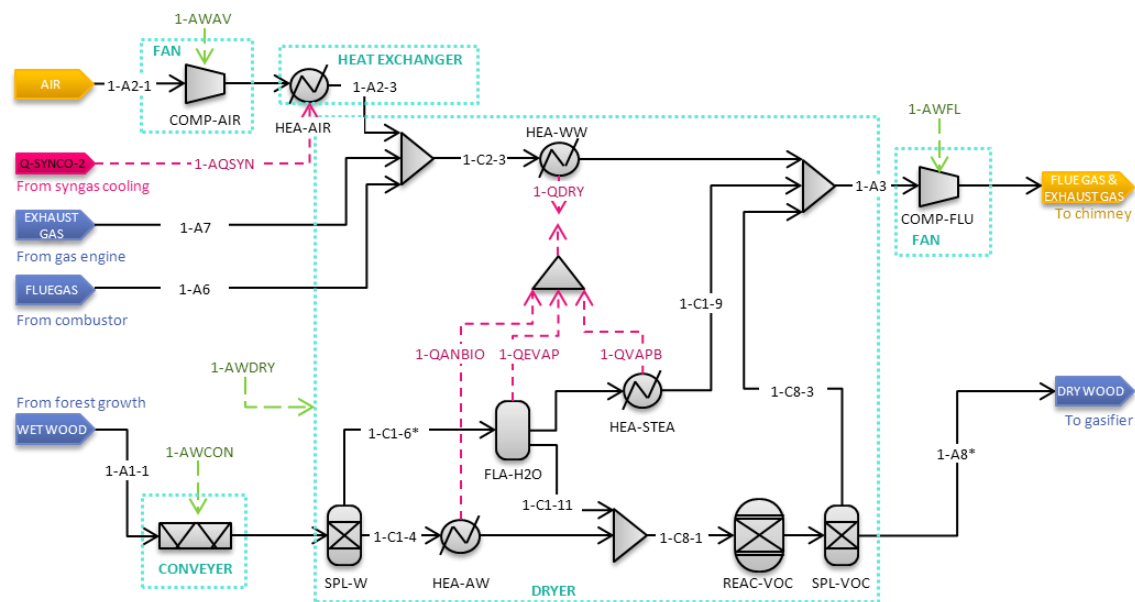 1-AWAV
FAN
HEAT EXCHANGER
AIR
1-A2-1
1-A2-3
COMP-AIR
HEA-AIR
HEA-WW
1-AWFL
Q-SYNCO-2
1-AQSYN
From syngas cooling
1-C2-3
1-QDRY
1-A3
COMP-FLU
FLUE GAS &
EXHAUST GAS
To chimney
FAN
EXHAUST
GAS
1-A7
From gas engine
FLUEGAS
1-A6
From combustor
1-C1-9
1-QANBIO
1-QEVAP
1-QVAPB
1-AWDRY
1-C8-3
DRY WOOD
To gasifier
From forest growth
WET WOOD
1-C1-6*
HEA-STEA
1-A1-1
1-AWCON
FLA-H2O
1-A8*
1-C1-11
1-C1-4
1-C8-1
CONVEYER
SPL-W
HEA-AW
DRYER
REAC-VOC
SPL-VOC